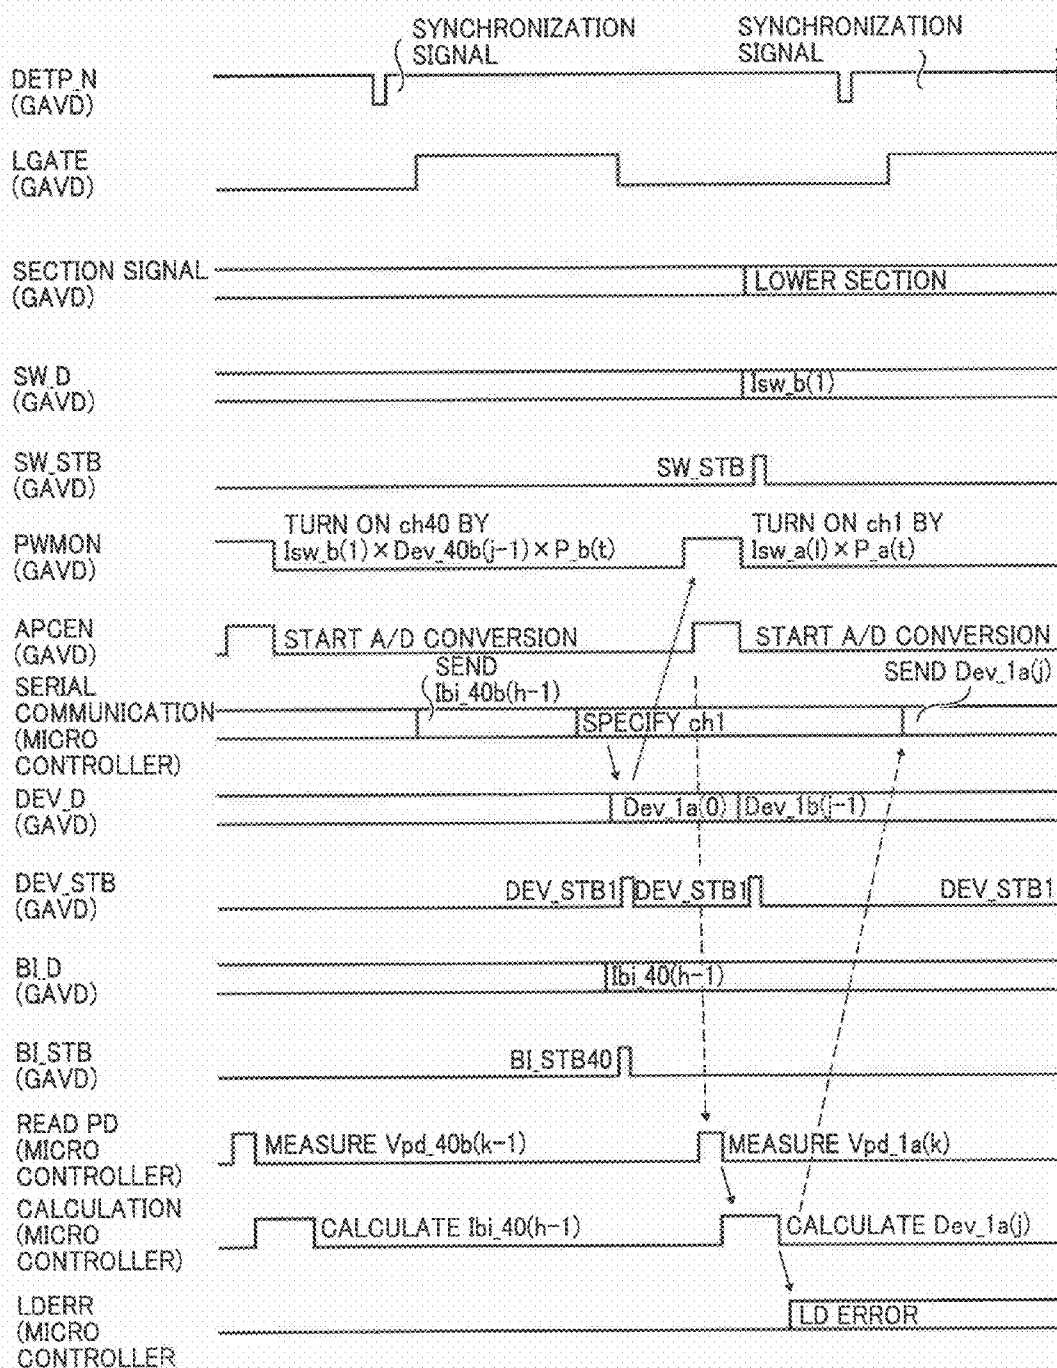 SYNCHRONIZATION
SIGNAL
SYNCHRONIZATION
SIGNAL
DETP_N
(GAVD)
LGATE
(GAVD)
SECTION SIGNAL
(GAVD)
LOWER SECTION
SW_D
(GAVD)
Isw_b(1)
SW_STB
(GAVD)
SW_STB
PWMON
(GAVD)
TURN ON ch40 BY
Isw_b(1)×Dev_40b(j-1)×P_b(t)
TURN ON ch1 BY
Isw_a(l)×P_a(t)
APCEN
(GAVD)
START A/D CONVERSION
START A/D CONVERSION
SERIAL
COMMUNICATION
(MICRO
CONTROLLER)
SEND
Ibi_40b(h-1)
SPECIFY ch1
SEND Dev_1a(j)
DEV_D
(GAVD)
Dev_1a(0)
Dev_1b(j-1)
DEV_STB
(GAVD)
DEV_STB1
DEV_STB1
DEV_STB1
BI_D
(GAVD)
Ibi_40(h-1)
BI_STB
(GAVD)
BI_STB40
READ PD
(MICRO
CONTROLLER)
MEASURE Vpd_40b(k-1)
MEASURE Vpd_1a(k)
CALCULATION
(MICRO
CONTROLLER)
CALCULATE Ibi_40(h-1)
CALCULATE Dev_1a(j)
LDERR
(MICRO
CONTROLLER
LD ERROR